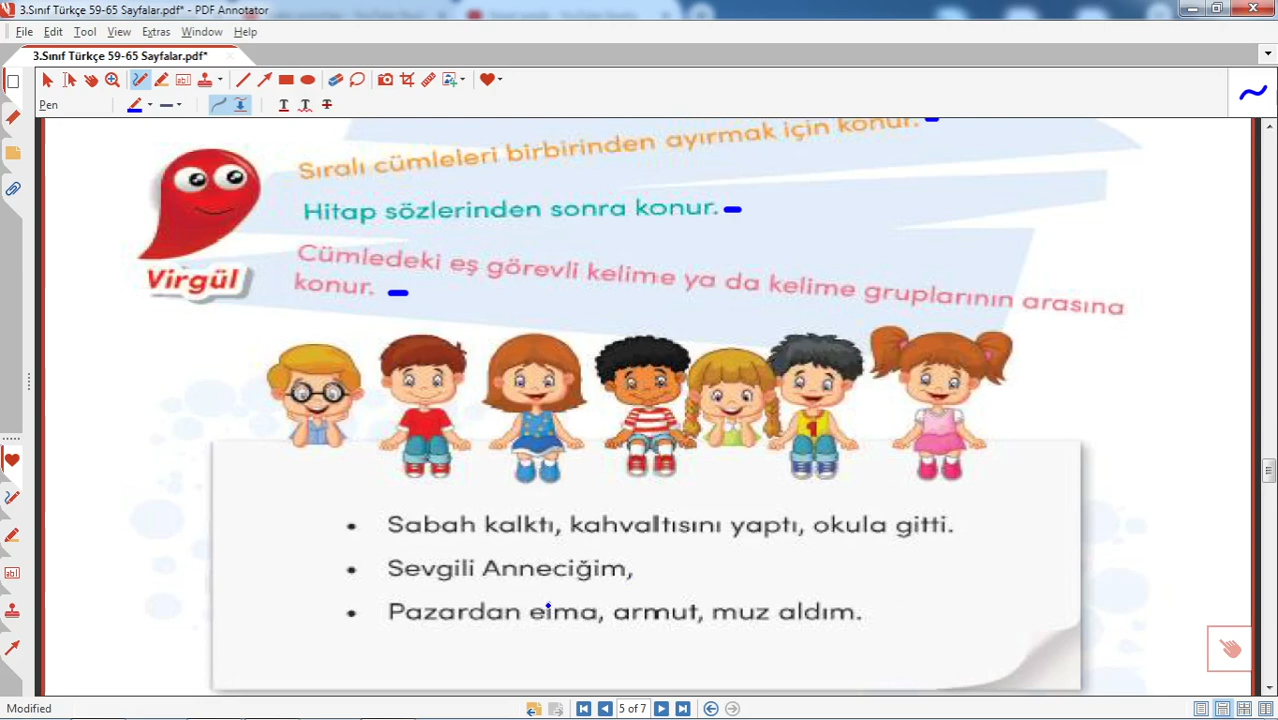 3.Sınıf Türkçe 59-65 Sayfalar.pdf* - PDF Annotator
File Edit Tool View Extras Window Help
3.Sınıf Türkçe 59-65 Sayfalar.pdf*
Pen
Sıralı cümleleri birbirinden ayırmak için konur.
Hitap sözlerinden sonra konur.
Cümledeki eş görevli kelime ya da kelime gruplarının arasına
konur.
Virgül
1
• Sabah kalktı, kahvaltısını yaptı, okula gitti.
• Sevgili Anneciğim,
• Pazardan elma, armut, muz aldım.
Modified
5 of 7